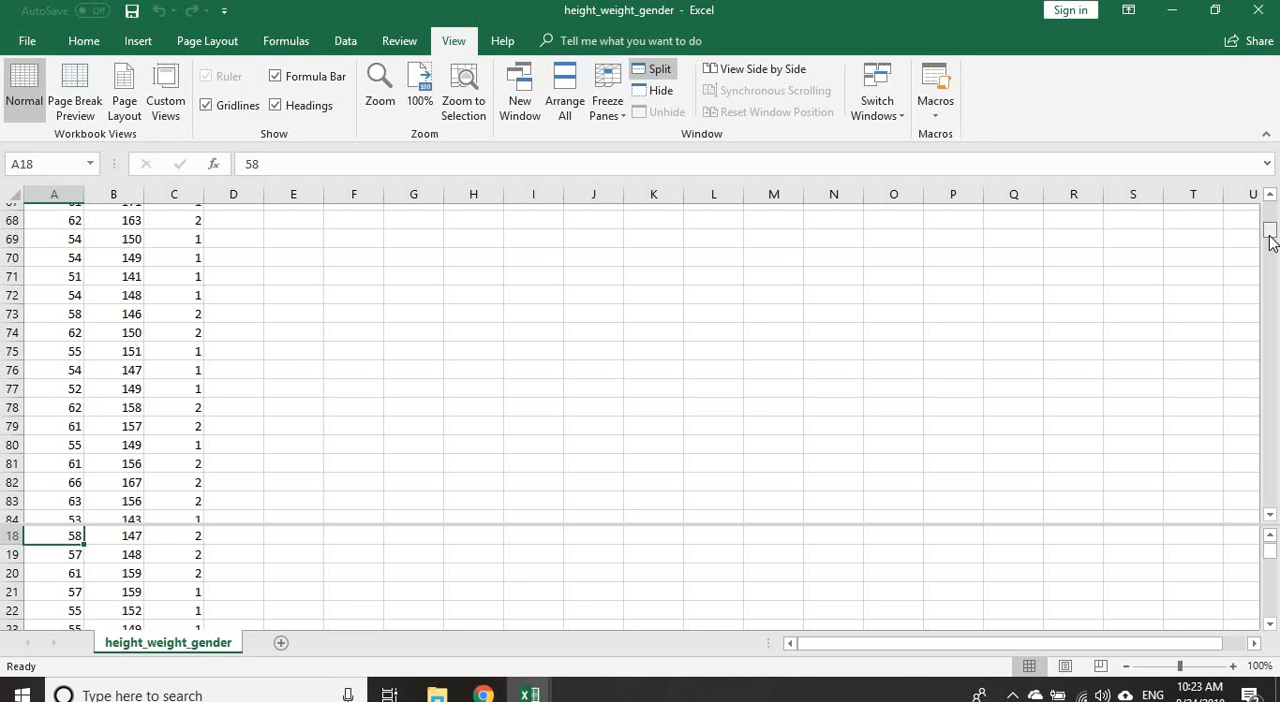 AutoSave Off
height_weight_gender - Excel
Sign in
File Home Insert Page Layout Formulas Data Review View Help Tell me what you want to do Share
Normal
Page Break Preview
Page Layout
Custom Views
Workbook Views
Ruler
Formula Bar
Gridlines
Headings
Show
Zoom
100%
Zoom to Selection
Zoom
New Window
Arrange All
Freeze Panes
Split
Hide
Unhide
View Side by Side
Synchronous Scrolling
Reset Window Position
Switch Windows
Window
Macros
Macros
A18 fx 58
A B C D E F G H I J K L M N O P Q R S T U
67 61 171 1
68 62 163 2
69 54 150 1
70 54 149 1
71 51 141 1
72 54 148 1
73 58 146 2
74 62 150 2
75 55 151 1
76 54 147 1
77 52 149 1
78 62 158 2
79 61 157 2
80 55 149 1
81 61 156 2
82 66 167 2
83 63 156 2
84 53 143 1
18 58 147 2
19 57 148 2
20 61 159 2
21 57 159 1
22 55 152 1
23 55 149 1
height_weight_gender
Ready 100%
Type here to search ENG 10:23 AM
8/24/2018